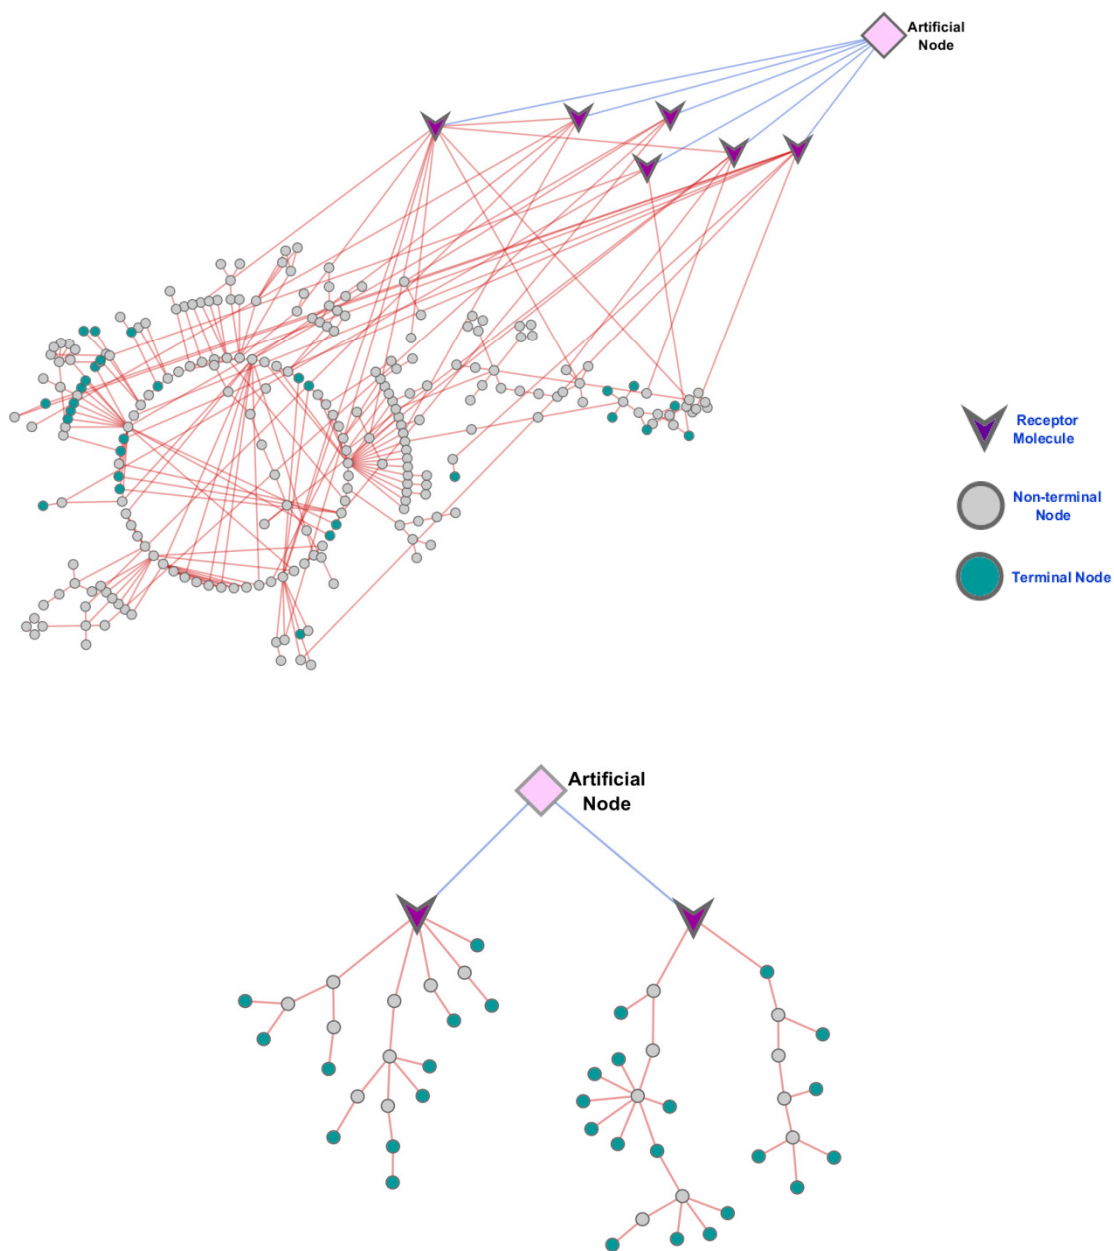 Artificial
Node
Receptor
Molecule
Non-terminal
Node
Terminal Node
Artificial
Node